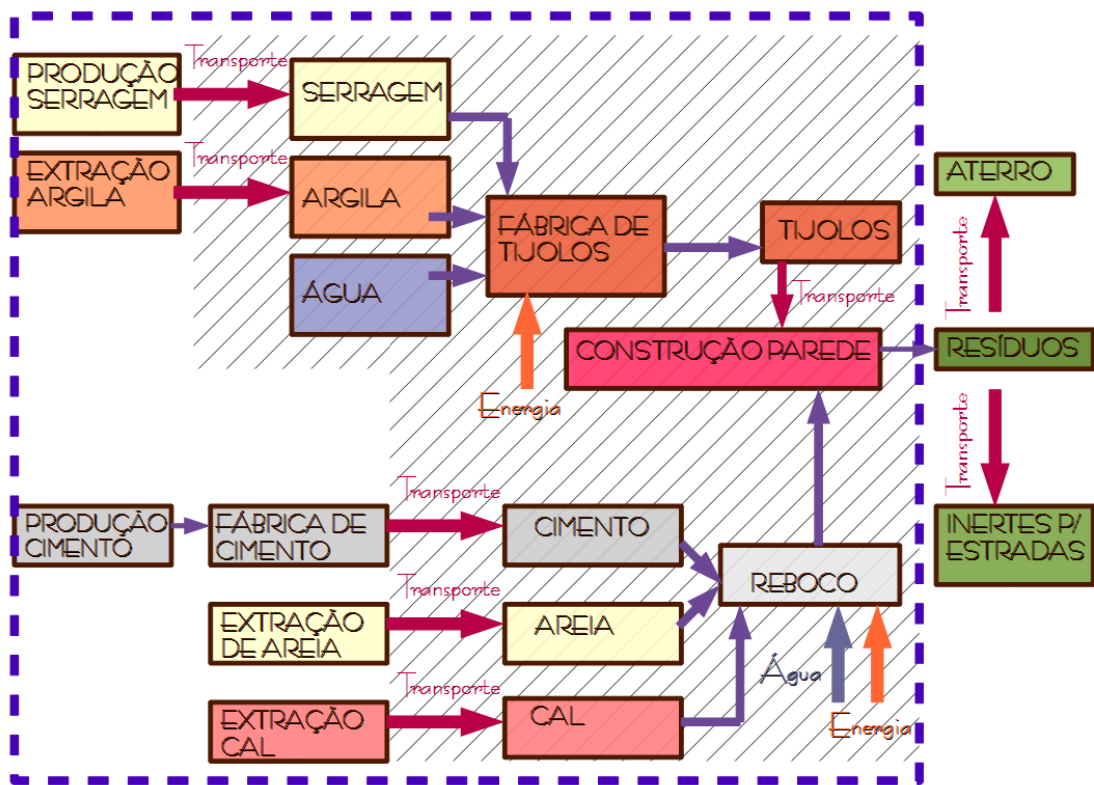 Transporte
PRODUÇÃO
SERRAGEM
SERRAGEM
Transporte
EXTRAÇÃO
ARGILA
ARGILA
ÁGUA
FÁBRICA DE
TIJOLOS
TIJOLOS
Energia
Transporte
CONSTRUÇÃO PAREDE
ATERRO
Transporte
RESÍDUOS
Transporte
INERTES P/
ESTRADAS
PRODUÇÃO
CIMENTO
FÁBRICA DE
CIMENTO
Transporte
CIMENTO
EXTRAÇÃO
DE AREIA
Transporte
AREIA
REBOCO
EXTRAÇÃO
CAL
Transporte
CAL
Água
Energia